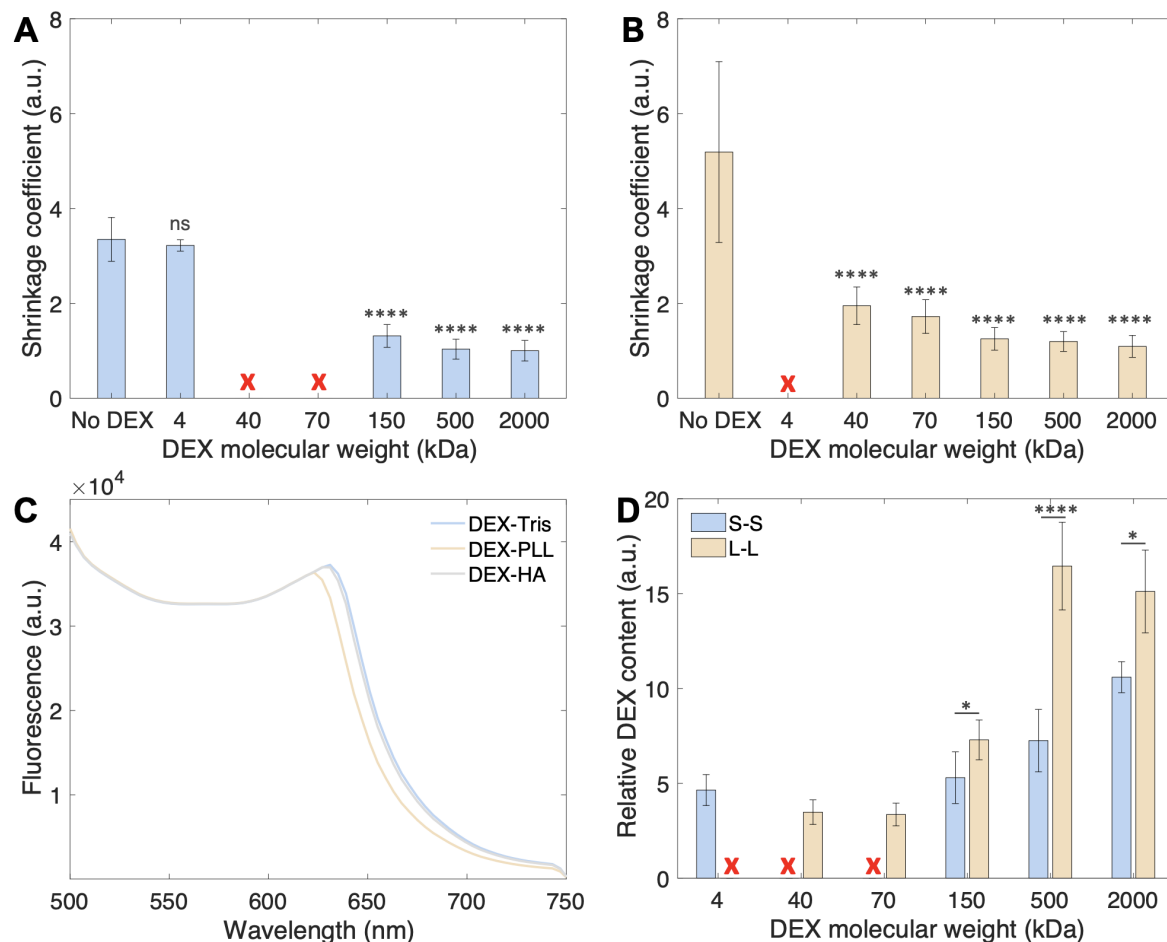 A
Shrinkage coefficient (a.u.)
8
6
4
2
0
ns
****
****
****
X
X
No DEX 4 40 70 150 500 2000
DEX molecular weight (kDa)
B
Shrinkage coefficient (a.u.)
8
6
4
2
0
****
****
****
****
****
X
No DEX 4 40 70 150 500 2000
DEX molecular weight (kDa)
C
×10⁴
Fluorescence (a.u.)
4
3
2
1
DEX-Tris
DEX-PLL
DEX-HA
500 550 600 650 700 750
Wavelength (nm)
D
Relative DEX content (a.u.)
20
15
10
5
0
S-S
L-L
*
****
*
X
X
X
4 40 70 150 500 2000
DEX molecular weight (kDa)